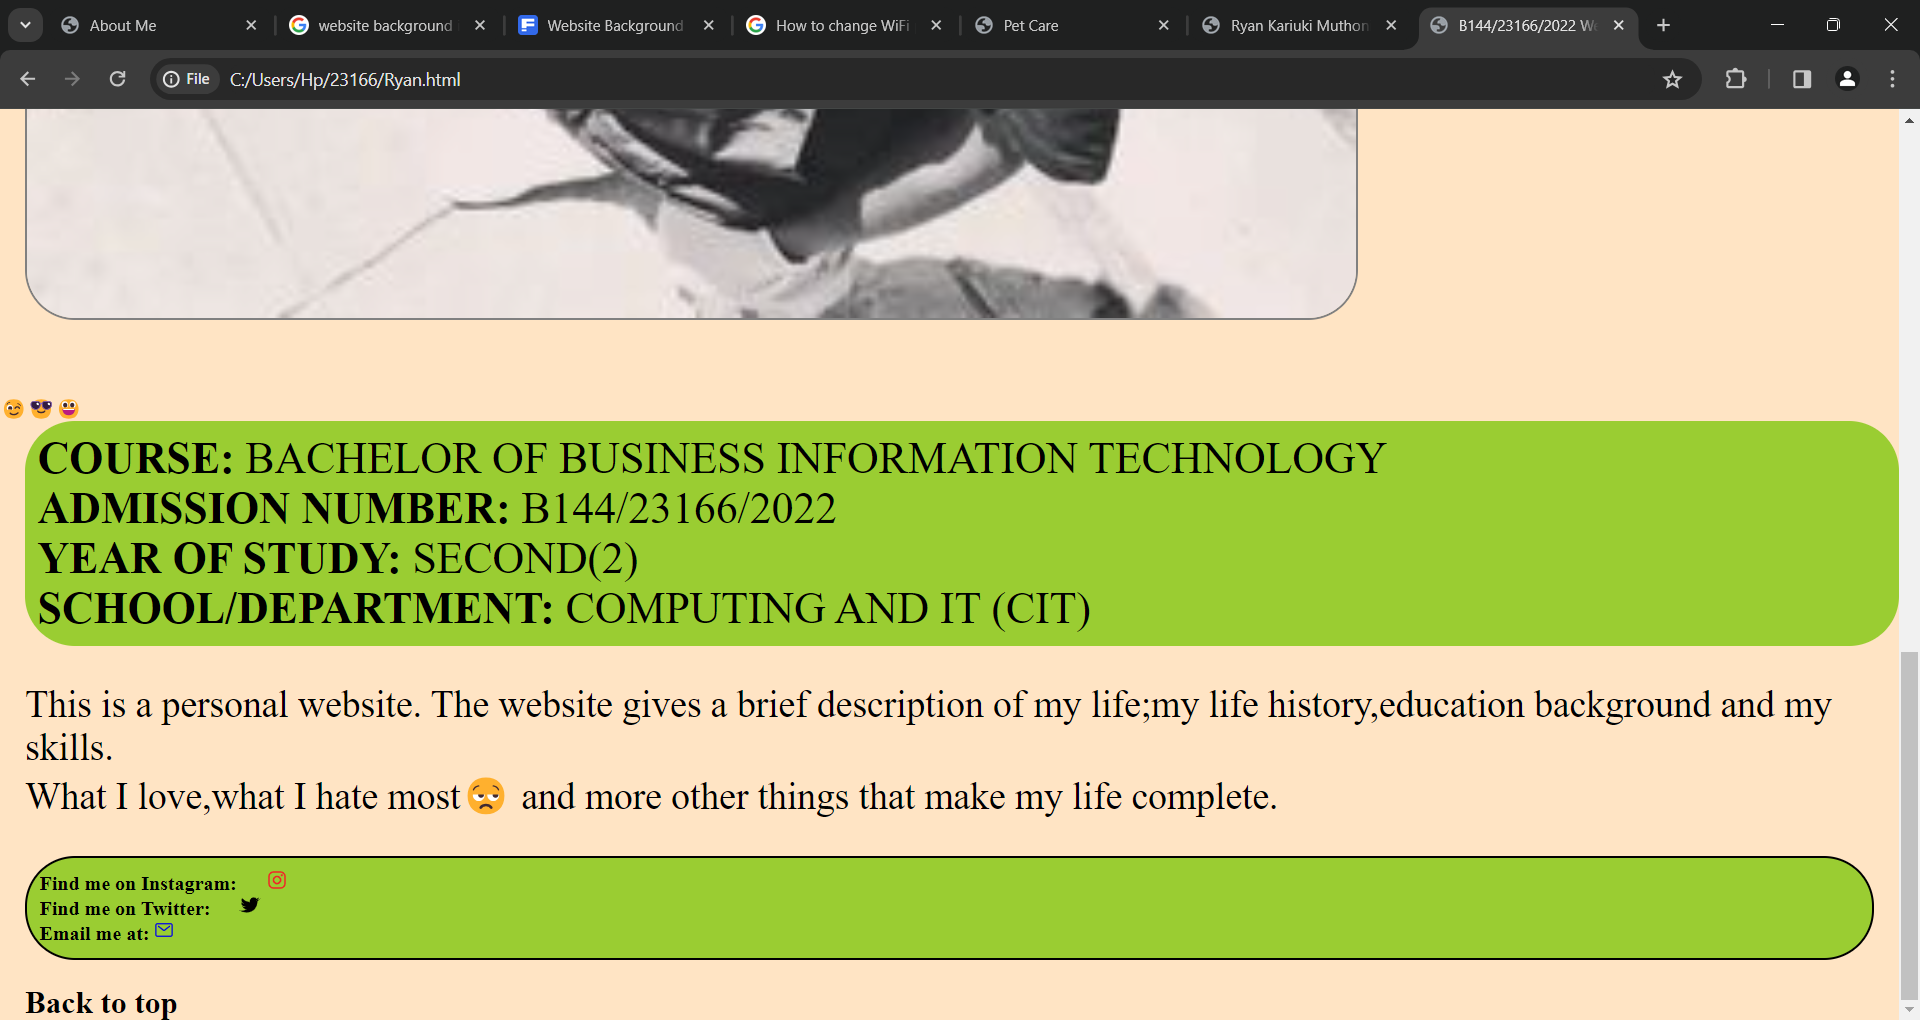 About Me
website background
Website Background
How to change WiFi
Pet Care
Ryan Kariuki Muthon
B144/23166/2022 We
File
C:/Users/Hp/23166/Ryan.html
😊 😎 😀
COURSE: BACHELOR OF BUSINESS INFORMATION TECHNOLOGY
ADMISSION NUMBER: B144/23166/2022
YEAR OF STUDY: SECOND(2)
SCHOOL/DEPARTMENT: COMPUTING AND IT (CIT)
This is a personal website. The website gives a brief description of my life;my life history,education background and my
skills.
What I love,what I hate most😞 and more other things that make my life complete.
Find me on Instagram:
Find me on Twitter:
Email me at:
Back to top